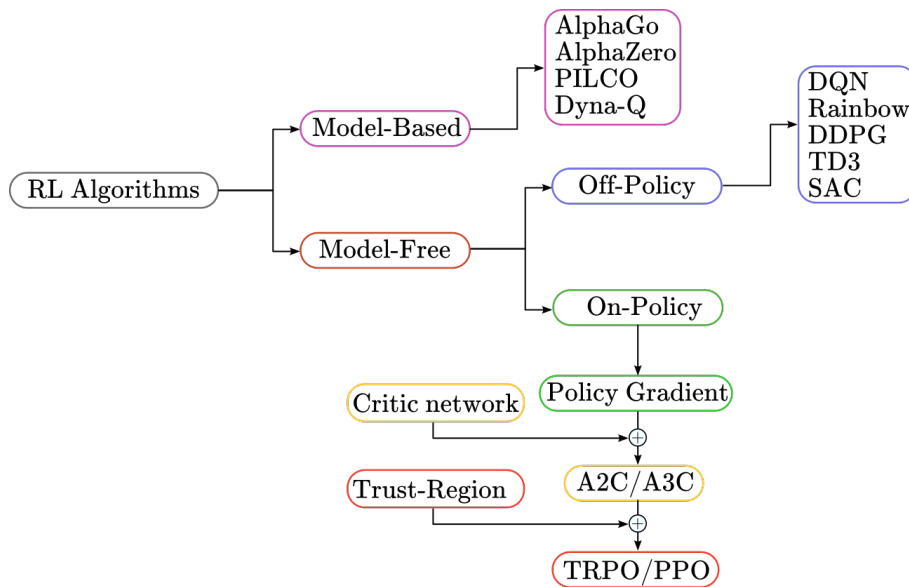 AlphaGo
AlphaZero
PILCO
Dyna-Q
Model-Based
DQN
Rainbow
DDPG
TD3
SAC
RL Algorithms
Off-Policy
Model-Free
On-Policy
Policy Gradient
Critic network
A2C/A3C
Trust-Region
TRPO/PPO